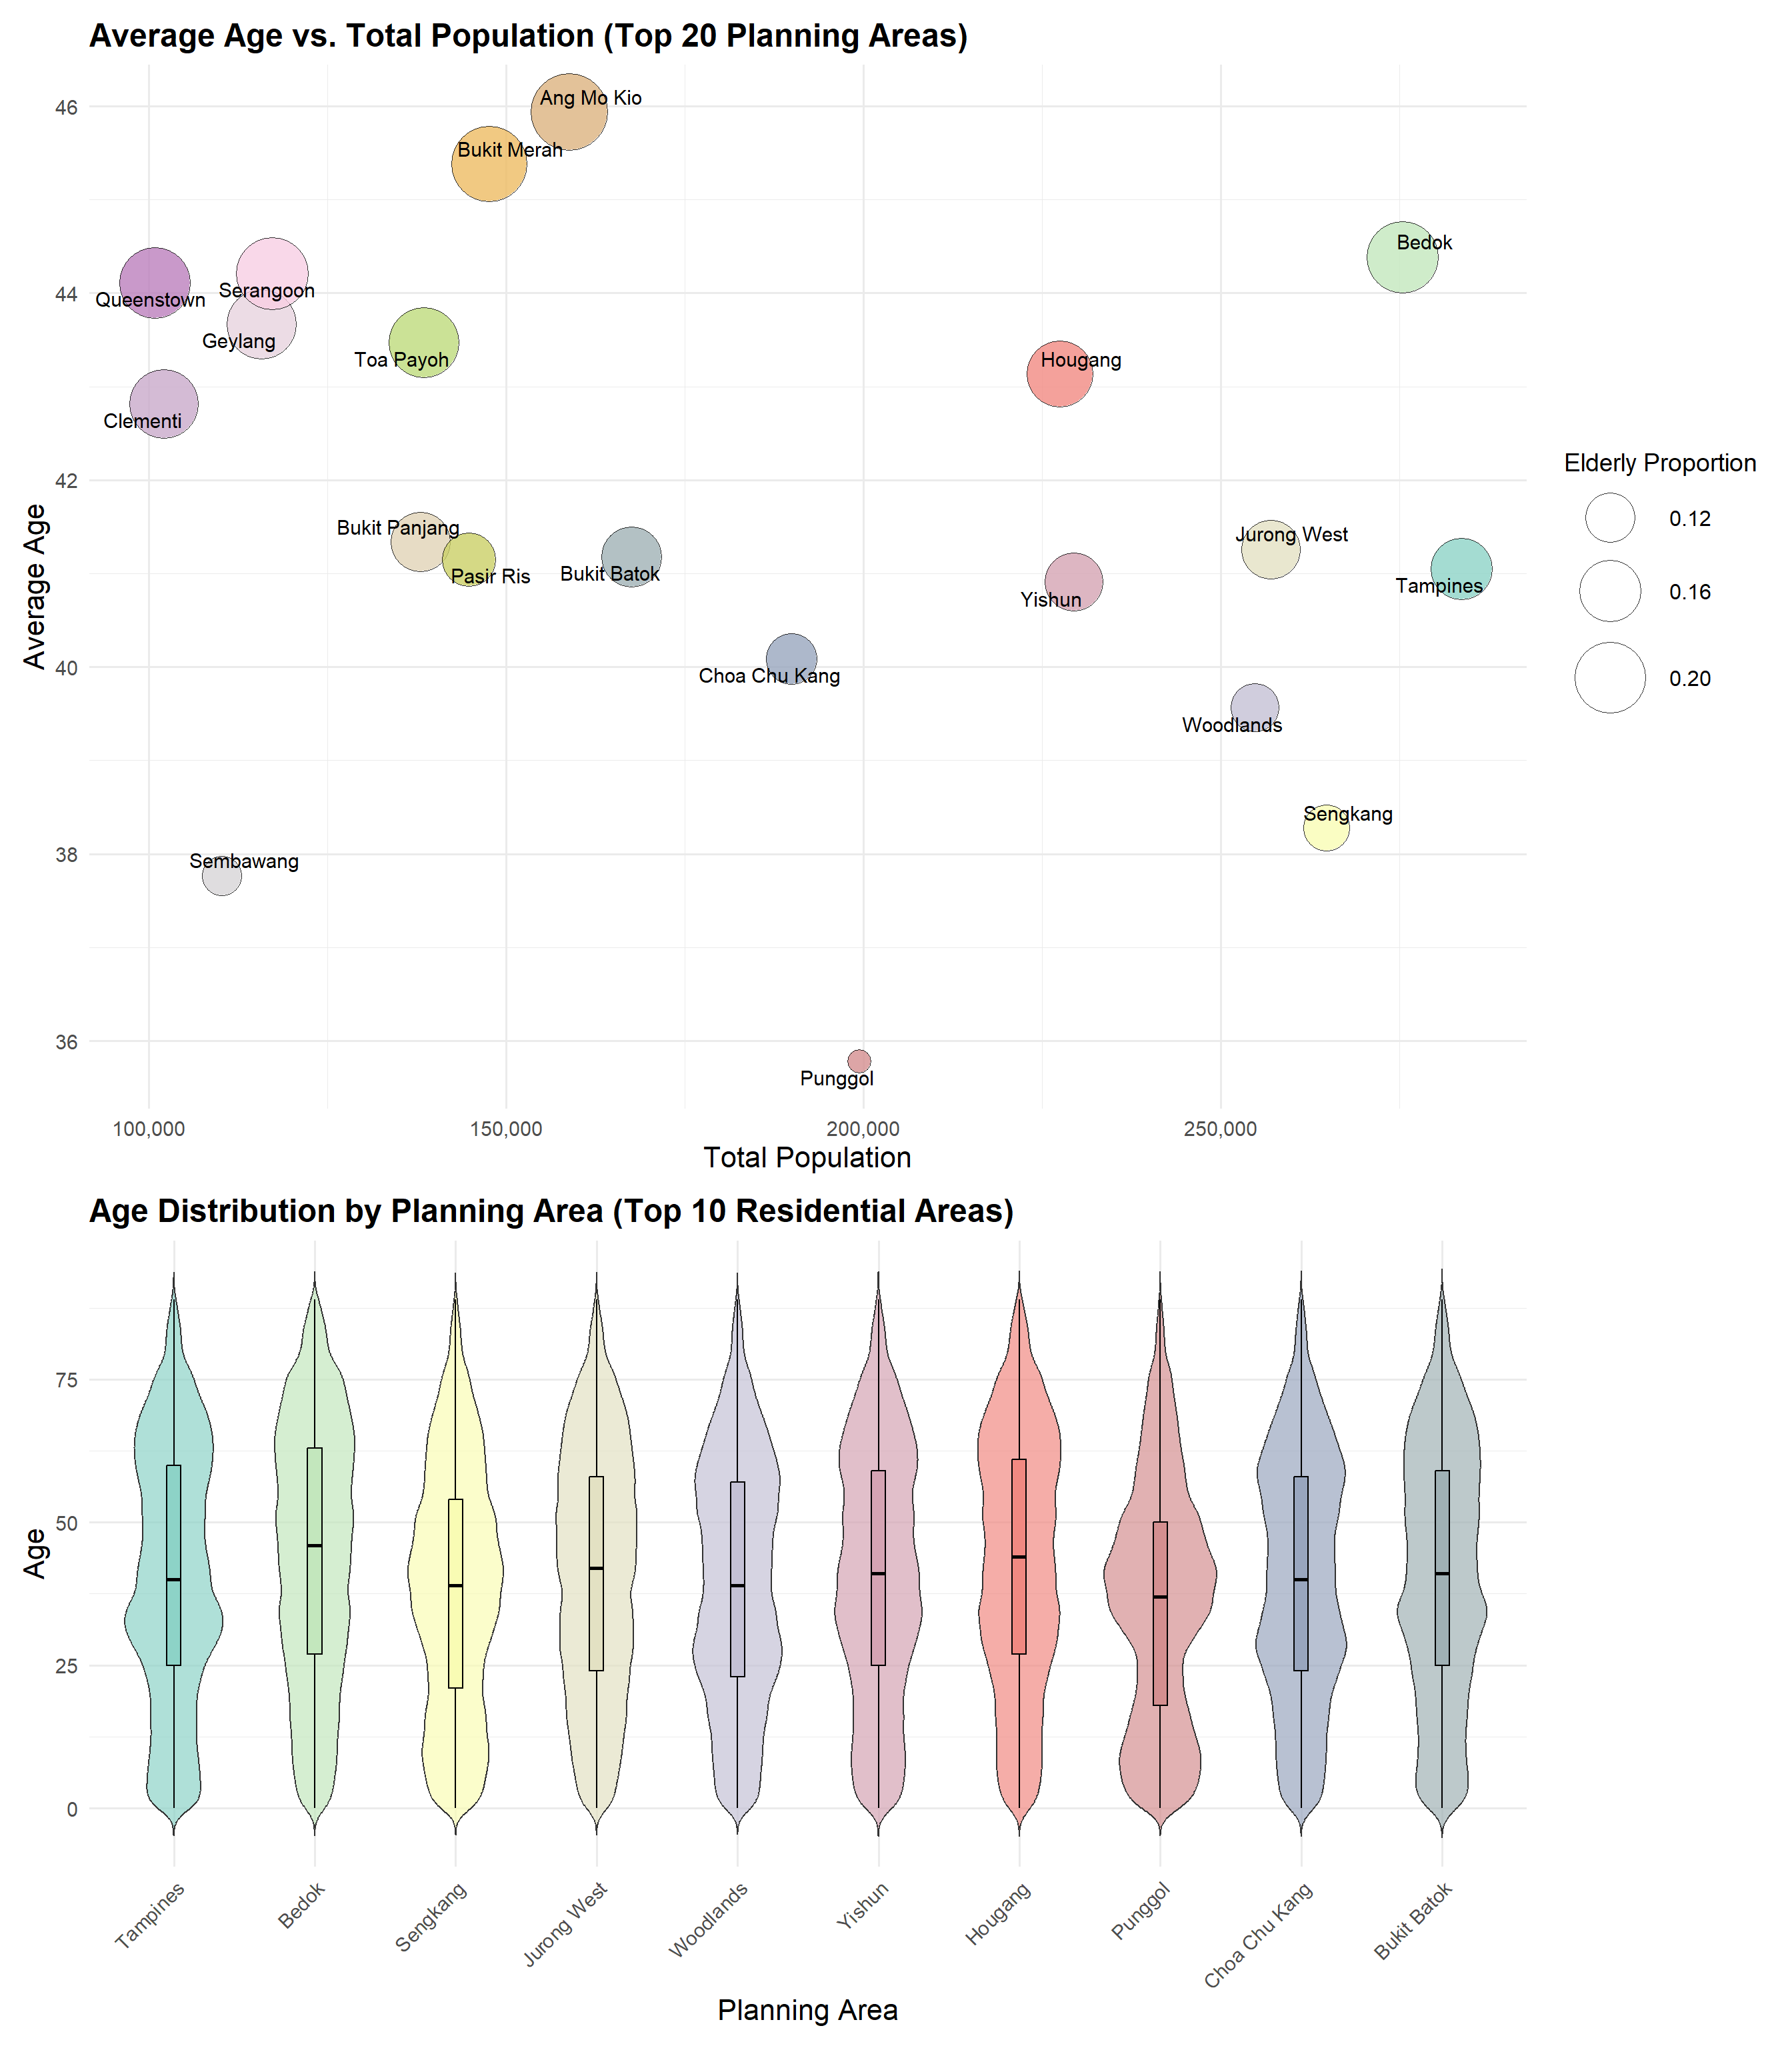 Average Age vs. Total Population (Top 20 Planning Areas)
Average Age
46
44
42
40
38
36
Ang Mo Kio
Bukit Merah
Bedok
Queenstown
Serangoon
Geylang
Toa Payoh
Hougang
Clementi
Bukit Panjang
Pasir Ris
Bukit Batok
Jurong West
Tampines
Yishun
Choa Chu Kang
Woodlands
Sengkang
Sembawang
Punggol
100,000
150,000
200,000
250,000
Total Population
Elderly Proportion
0.12
0.16
0.20
Age Distribution by Planning Area (Top 10 Residential Areas)
Age
75
50
25
0
Tampines
Bedok
Sengkang
Jurong West
Woodlands
Yishun
Hougang
Punggol
Choa Chu Kang
Bukit Batok
Planning Area